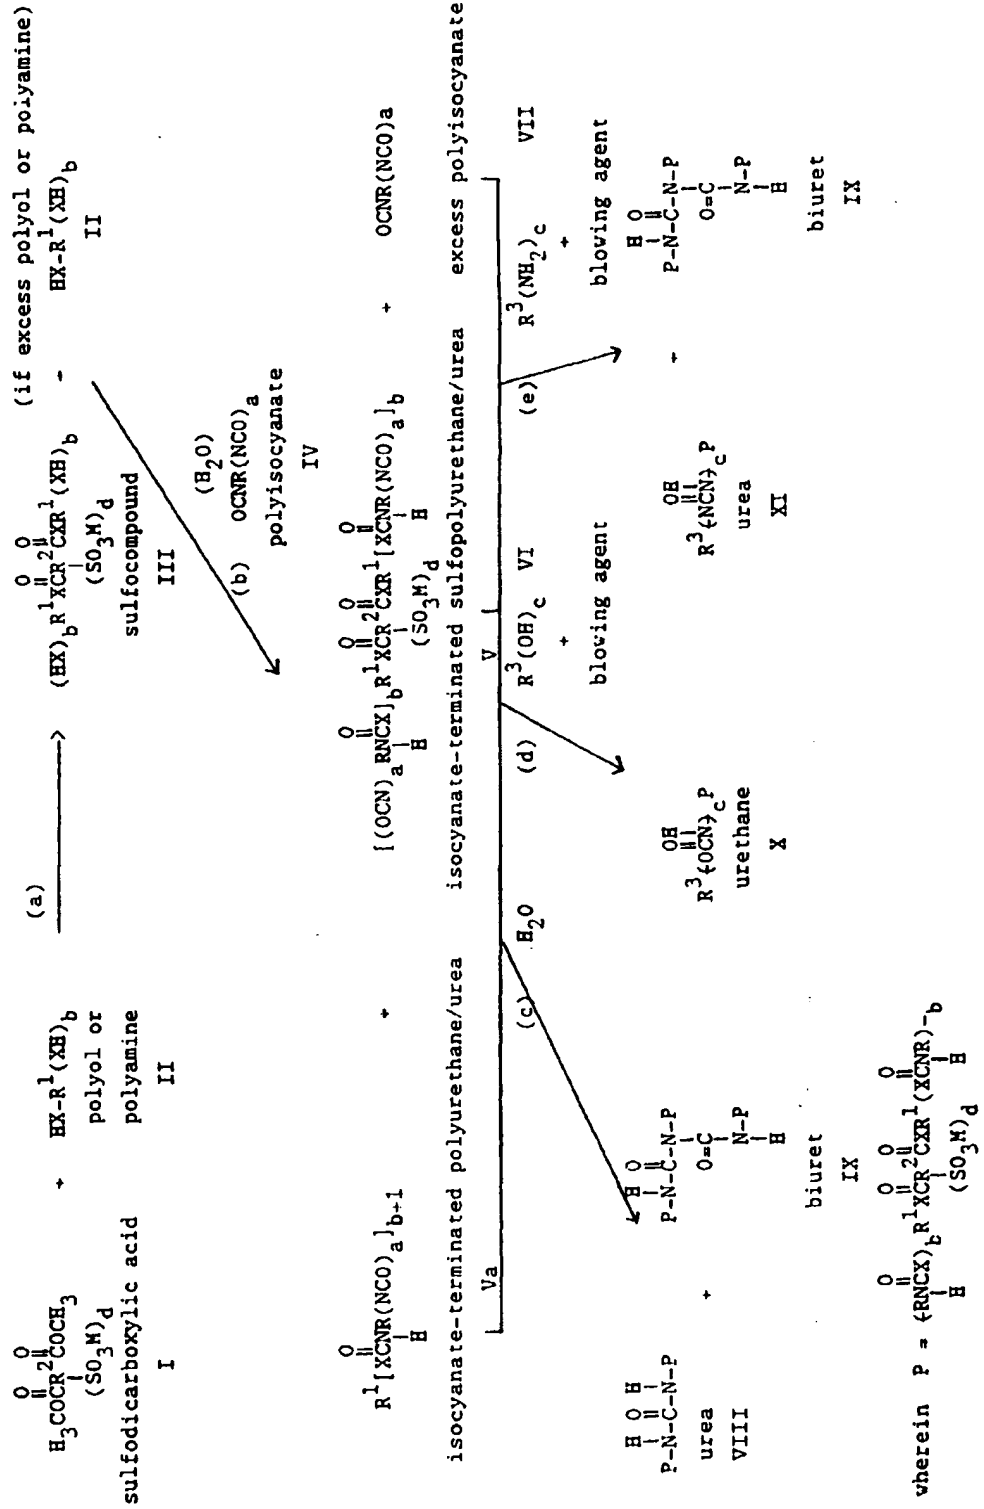 (if excess polyol or polyamine)
(a)
O O
H3COCR2COCH3 + HX-R1(XH)b (HX)bR1XCR2CXR1(XH)b + HX-R1(XH)b
(SO3M)d polyol or (SO3M)d II
sulfodicarboxylic acid polyamine sulfocompound
I II III
(H2O)
(b) OCNR(NCO)a
polyisocyanate
IV
O O O O O
R1[XCNR(NCO)a]b+1 + [(OCN)aRNCX]bR1XCR2CXR1[XCNR(NCO)a]b + OCNR(NCO)a
H H (SO3M)d H
isocyanate-terminated polyurethane/urea isocyanate-terminated sulfopolyurethane/urea excess polyisocyanate
Va V
(c) H2O (d) R3(OH)c VI (e) R3(NH2)c VII
+ +
blowing agent blowing agent
H O H H O OH OH H O
P-N-C-N-P + P-N-C-N-P R3(OCN)cP R3(NCN)cP + P-N-C-N-P
urea O=C urethane urea O=C
VIII N-P X XI N-P
H H
biuret biuret
IX IX
O O O O
wherein P = (RNCX)bR1XCR2CXR1(XCNR)-b
H (SO3M)d H